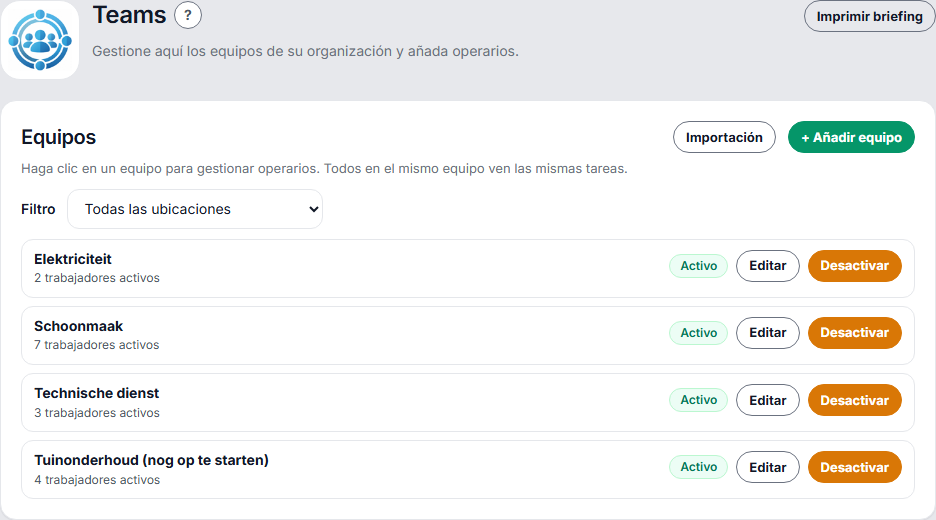 Teams ?
Imprimir briefing
Gestione aquí los equipos de su organización y añada operarios.
Equipos
Importación
+ Añadir equipo
Haga clic en un equipo para gestionar operarios. Todos en el mismo equipo ven las mismas tareas.
Filtro Todas las ubicaciones
Elektriciteit
2 trabajadores activos
Activo Editar Desactivar
Schoonmaak
7 trabajadores activos
Activo Editar Desactivar
Technische dienst
3 trabajadores activos
Activo Editar Desactivar
Tuinonderhoud (nog op te starten)
4 trabajadores activos
Activo Editar Desactivar